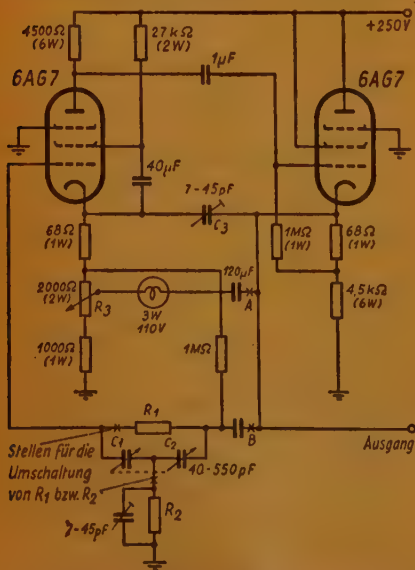 4500Ω
(6W)
27kΩ
(2W)
+250V
6AG7
1µF
6AG7
40µF
7-45pF
C3
68Ω
(1W)
1MΩ
(1W)
68Ω
(1W)
2000Ω
(2W)
R3
3W
110V
120µF
A
4,5kΩ
(6W)
1000Ω
(1W)
1MΩ
R1
B
C1
C2
Ausgang
Stellen für die
Umschaltung
von R1 bzw. R2
40-550pF
7-45pF
R2